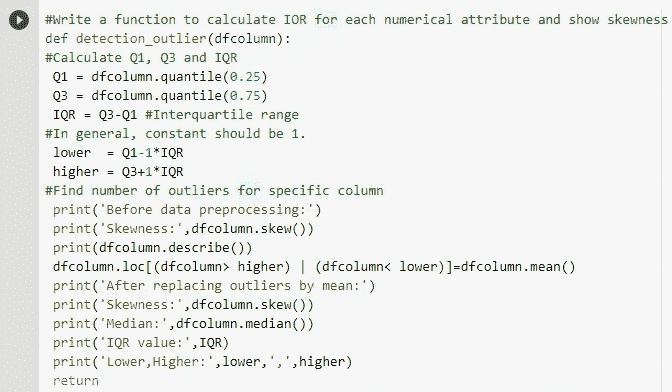 #Write a function to calculate IOR for each numerical attribute and show skewness
def detection_outlier(dfcolumn):
#Calculate Q1, Q3 and IQR
Q1 = dfcolumn.quantile(0.25)
Q3 = dfcolumn.quantile(0.75)
IQR = Q3-Q1 #Interquartile range
#In general, constant should be 1.
lower  = Q1-1*IQR
higher = Q3+1*IQR
#Find number of outliers for specific column
print('Before data preprocessing:')
print('Skewness:',dfcolumn.skew())
print(dfcolumn.describe())
dfcolumn.loc[(dfcolumn> higher) | (dfcolumn< lower)]=dfcolumn.mean()
print('After replacing outliers by mean:')
print('Skewness:',dfcolumn.skew())
print('Median:',dfcolumn.median())
print('IQR value:',IQR)
print('Lower,Higher:',lower,',',higher)
return